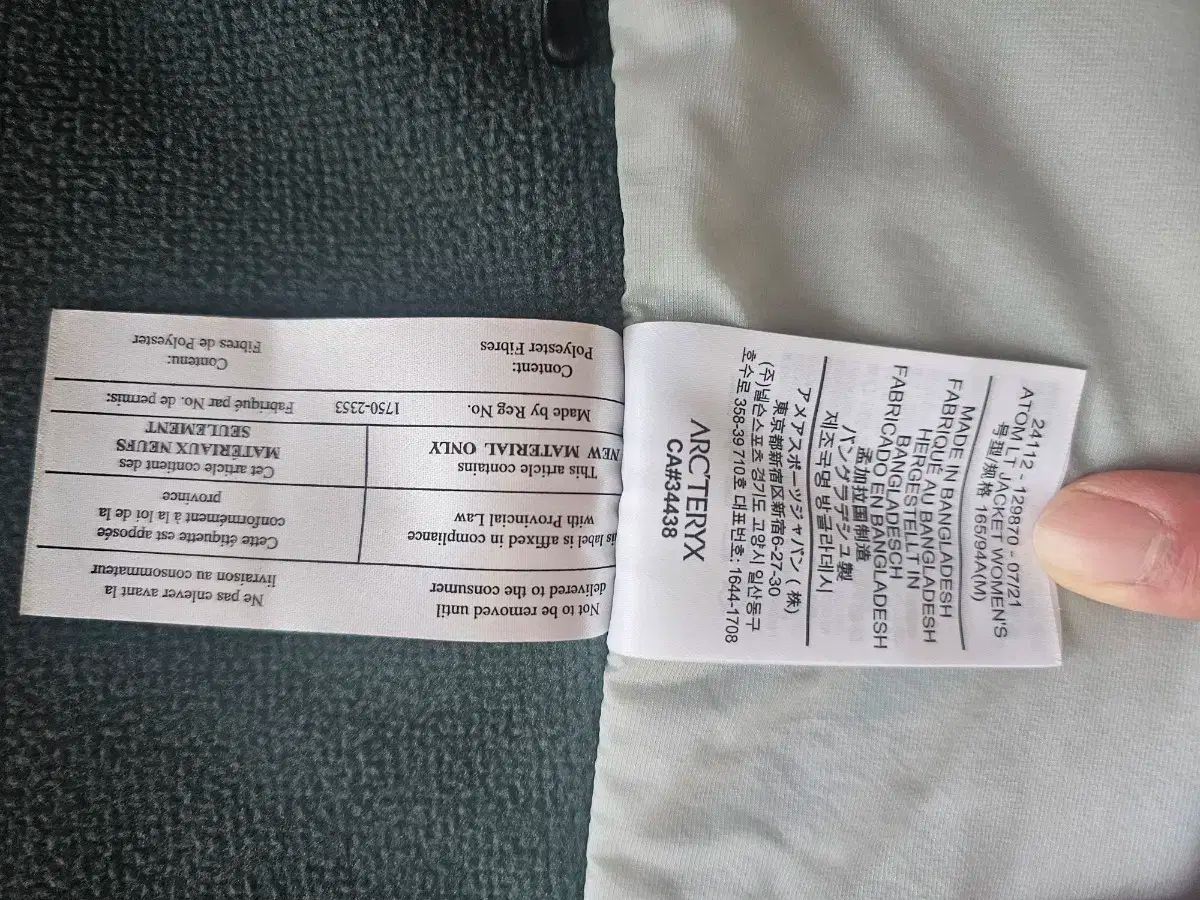 24112 - 129870 - 07/21
ATOM LT JACKET WOMEN'S
号型/规格 165/94A(M)
MADE IN BANGLADESH
FABRIQUÉ AU BANGLADESH
HERGESTELLT IN
BANGLADESCH
FABRICADO EN BANGLADESH
孟加拉国制造
バングラデシュ製
제조국명 방글라데시
アメアスポーツジャパン(株)
東京都新宿区新宿6-27-30
(주)넬슨스포츠 경기도 고양시 일산동구
호수로 358-39 710호 대표번호: 1644-1708
ARC'TERYX
CA#34438
Not to be removed until
delivered to the consumer
Ne pas enlever avant la
livraison au consommateur
is label is affixed in compliance
with Provincial Law
Cette étiquette est apposée
conformément à la loi de la
province
This article contains
NEW MATERIAL ONLY
Cet article contient des
MATÉRIAUX NEUFS
SEULEMENT
Made by Reg No. 1750-2353 Fabriqué par No. de permis:
Content:
Polyester Fibres
Contenu:
Fibres de Polyester